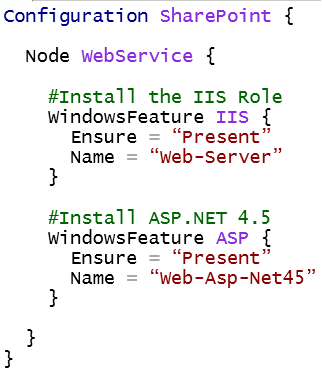 Configuration SharePoint {
Node WebService {
#Install the IIS Role
WindowsFeature IIS {
Ensure = “Present”
Name = “Web-Server”
}
#Install ASP.NET 4.5
WindowsFeature ASP {
Ensure = “Present”
Name = “Web-Asp-Net45”
}
}
}